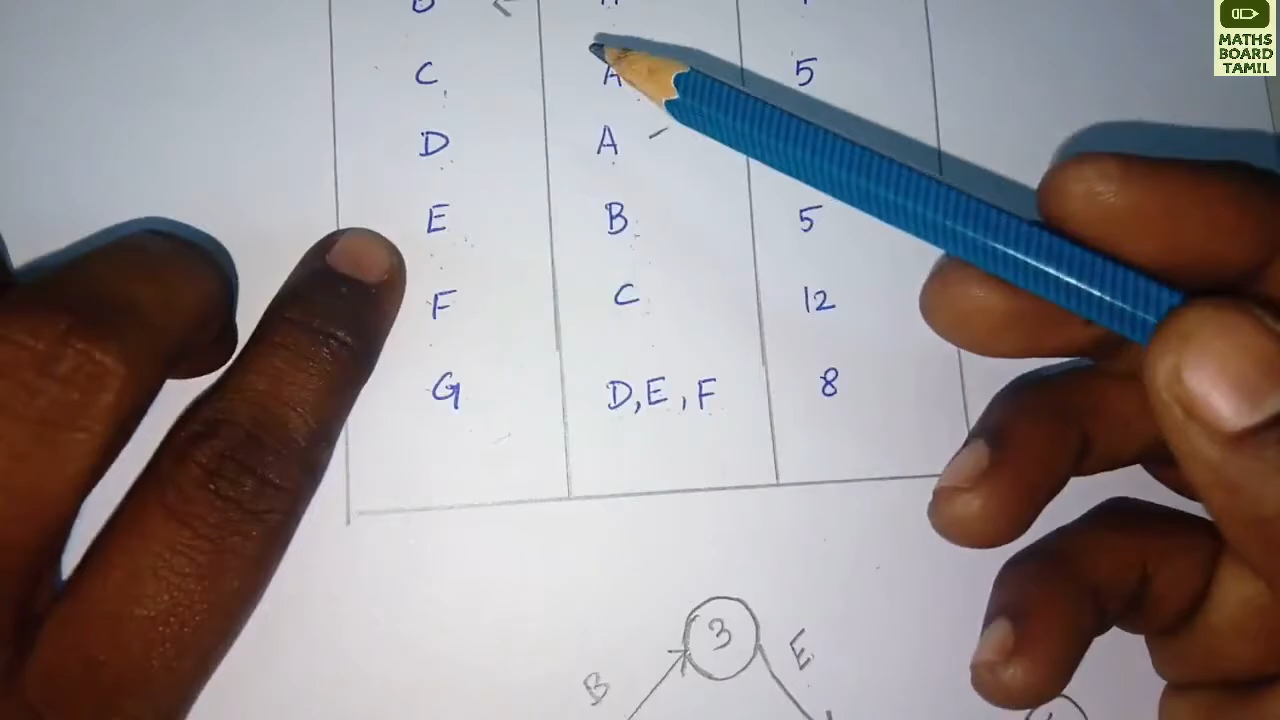 MATHS
BOARD
TAMIL
C A 5
D A
E B 5
F C 12
G D, E, F 8
3
B E